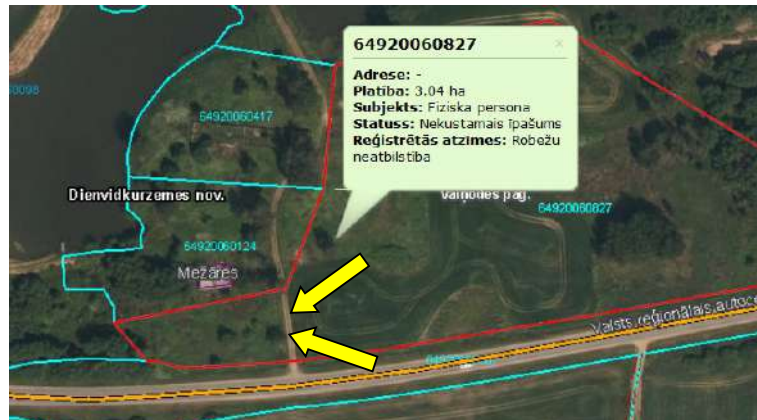 64920060827
×
Adrese: -
Platība: 3.04 ha
Subjekts: Fiziska persona
Statuss: Nekustamais īpašums
Reģistrētās atzīmes: Robežu
neatbilstība
64920060417
Dienvidkurzemes nov.
Vaiņodes pag.
64920060827
64920060124
Mežāres
Valsts reģionālais autoce